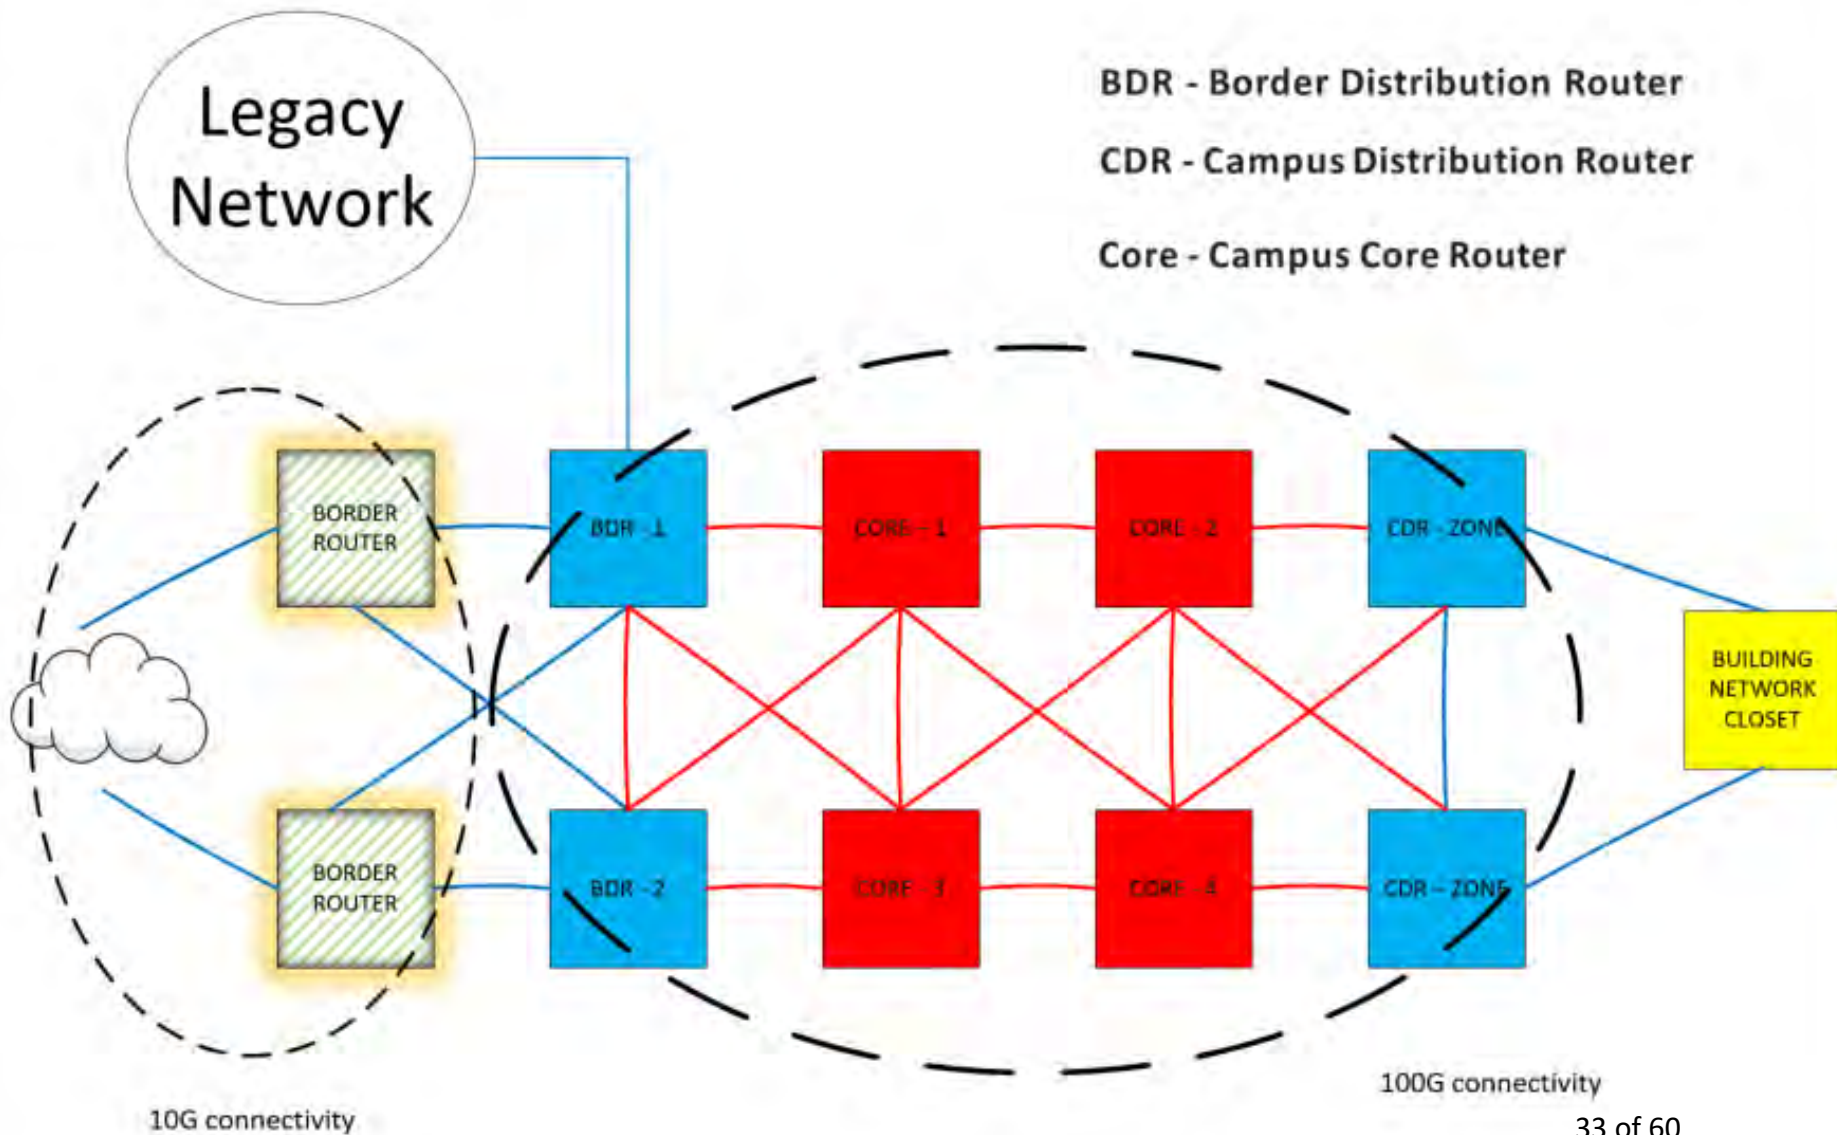 Legacy
Network
BDR - Border Distribution Router
CDR - Campus Distribution Router
Core - Campus Core Router
BORDER
ROUTER
BDR - 1
CORE - 1
CORE - 2
CDR - ZONE
BUILDING
NETWORK
CLOSET
BORDER
ROUTER
BDR - 2
CORE - 3
CORE - 4
CDR - ZONE
100G connectivity
10G connectivity
33 of 60